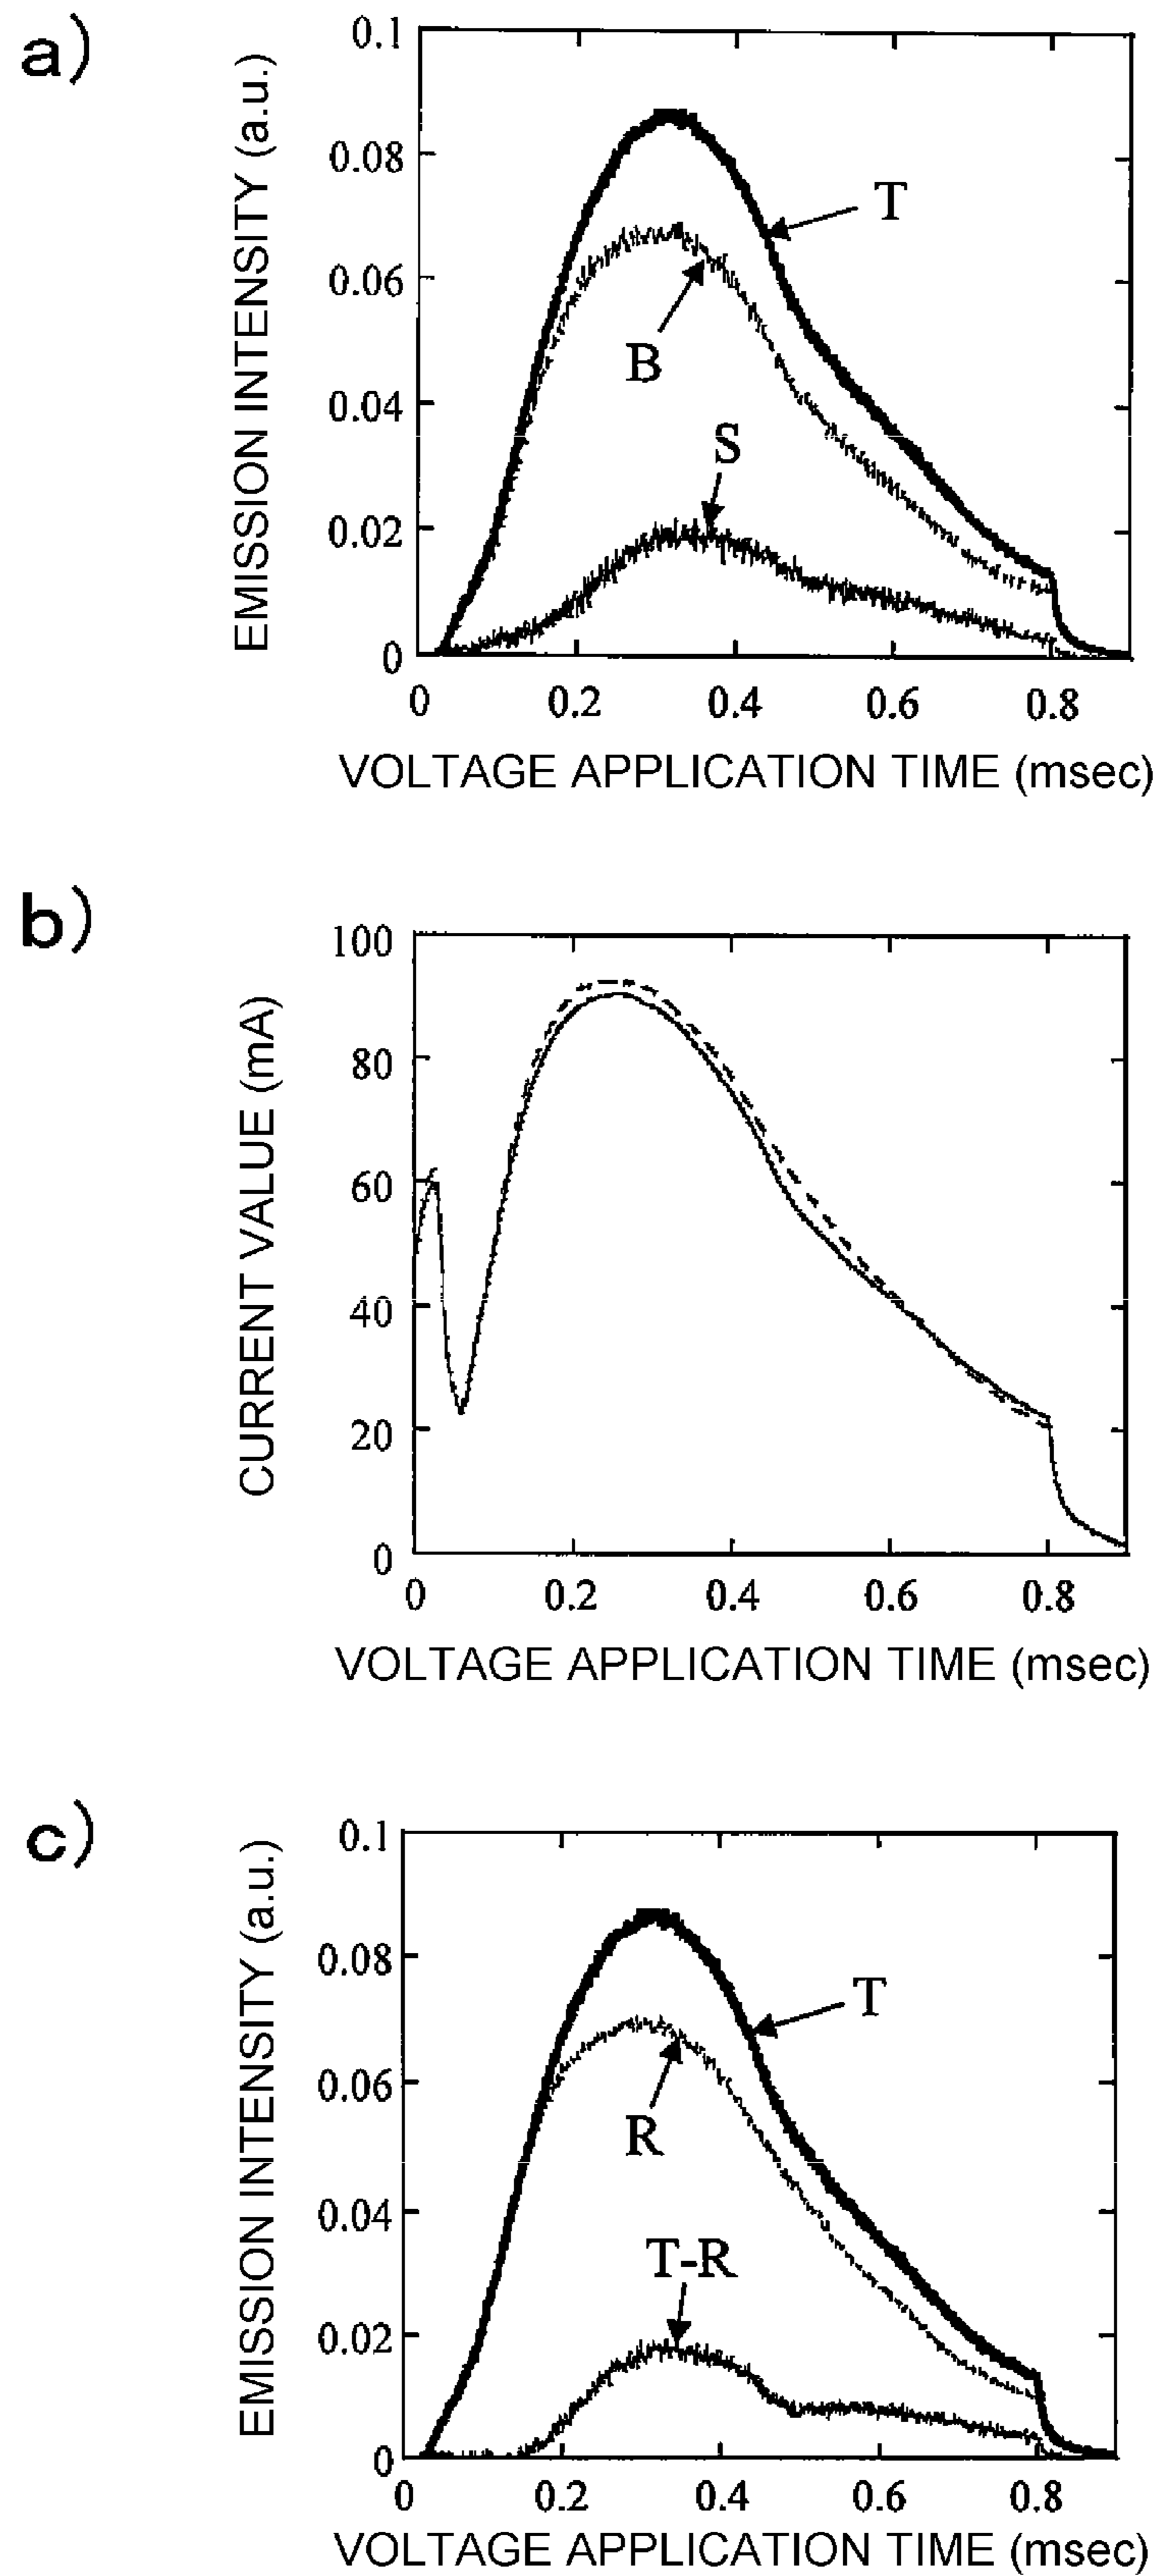 a)
EMISSION INTENSITY (a.u.)
0.1
0.08
0.06
0.04
0.02
0
T
B
S
0 0.2 0.4 0.6 0.8
VOLTAGE APPLICATION TIME (msec)
b)
CURRENT VALUE (mA)
100
80
60
40
20
0
0 0.2 0.4 0.6 0.8
VOLTAGE APPLICATION TIME (msec)
c)
EMISSION INTENSITY (a.u.)
0.1
0.08
0.06
0.04
0.02
0
T
R
T-R
0 0.2 0.4 0.6 0.8
VOLTAGE APPLICATION TIME (msec)